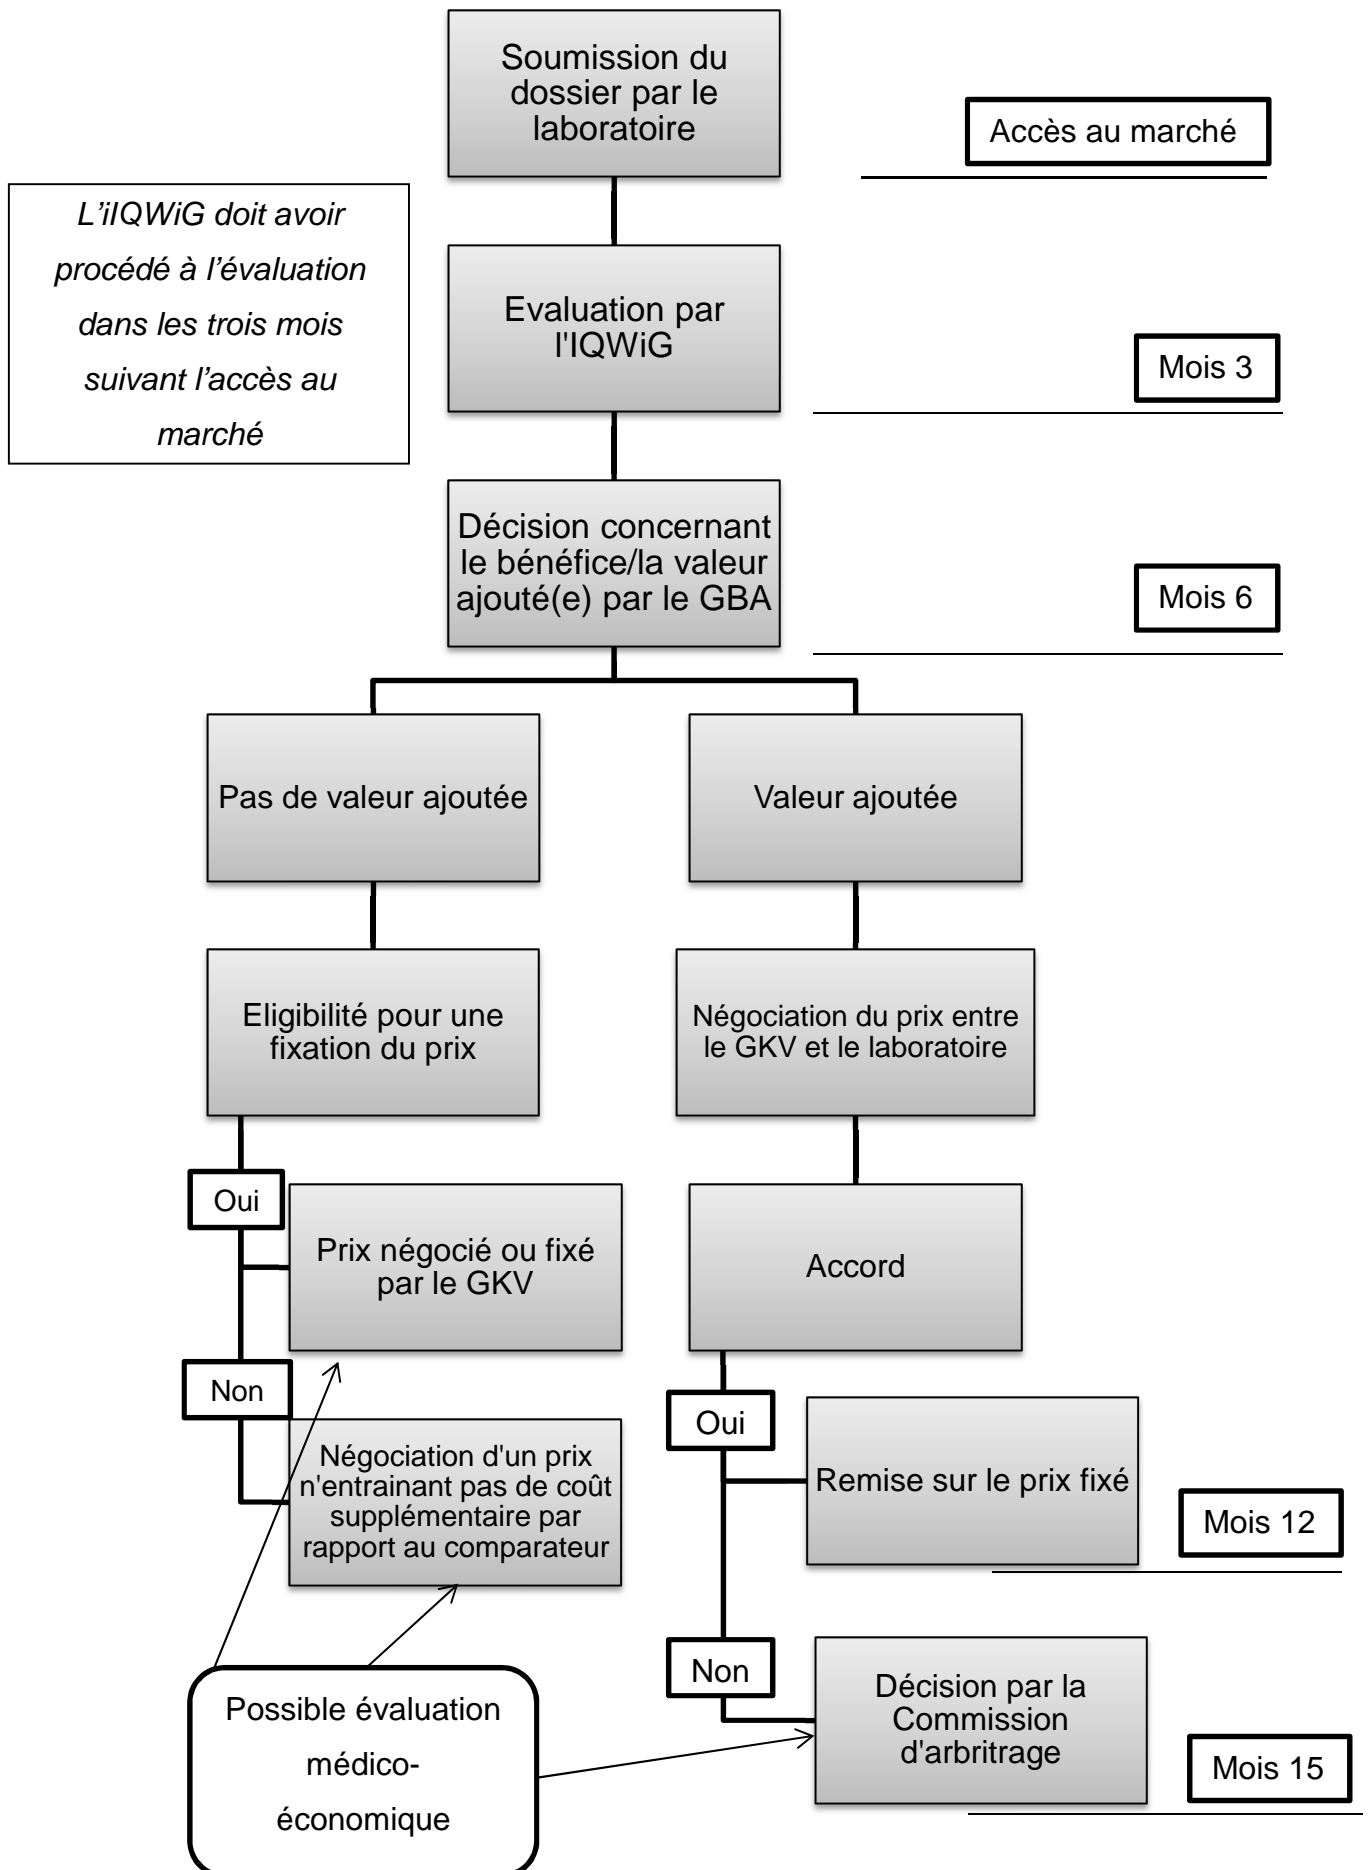 Soumission du
dossier par le
laboratoire
Accès au marché
L'iIQWiG doit avoir
procédé à l'évaluation
dans les trois mois
suivant l'accès au
marché
Evaluation par
l'IQWiG
Mois 3
Décision concernant
le bénéfice/la valeur
ajouté(e) par le GBA
Mois 6
Pas de valeur ajoutée
Valeur ajoutée
Eligibilité pour une
fixation du prix
Négociation du prix entre
le GKV et le laboratoire
Oui
Prix négocié ou fixé
par le GKV
Accord
Non
Négociation d'un prix
n'entrainant pas de coût
supplémentaire par
rapport au comparateur
Oui
Remise sur le prix fixé
Mois 12
Non
Décision par la
Commission
d'arbritrage
Mois 15
Possible évaluation
médico-
économique